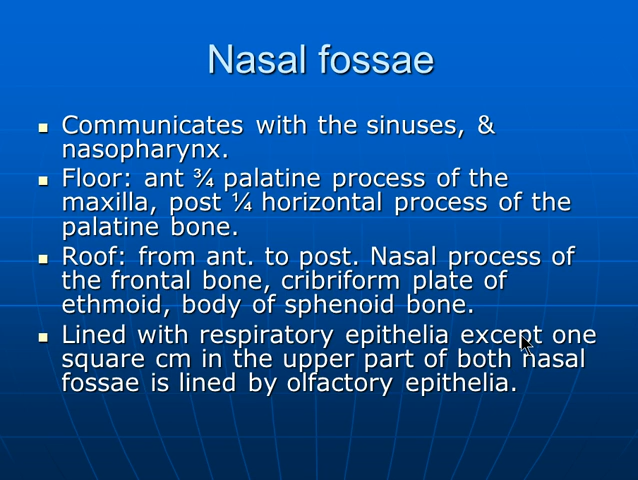 Nasal fossae
Communicates with the sinuses, &
nasopharynx.
Floor: ant ¾ palatine process of the
maxilla, post ¼ horizontal process of the
palatine bone.
Roof: from ant. to post. Nasal process of
the frontal bone, cribriform plate of
ethmoid, body of sphenoid bone.
Lined with respiratory epithelia except one
square cm in the upper part of both nasal
fossae is lined by olfactory epithelia.